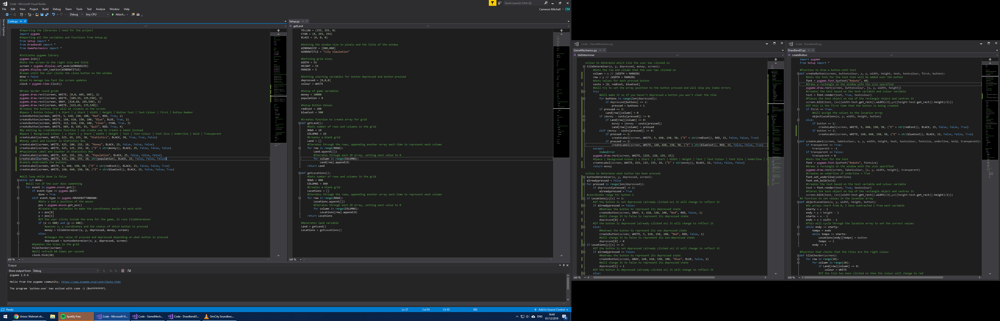 Code - Microsoft Visual Studio
Quick Launch (Ctrl+Q)
File Edit View Project Build Debug Team Tools Test Analyze Window Help
Cameron Mitchell CM
Debug Any CPU Attach...
Server Explorer
Code.py
#Importing the libraries I need for the project
import pygame
#Importing all the variables and functions from Setup.py
from Setup import *
from DrawBandO import *
from GameMechanics import *
#Initiates pygame library
pygame.init()
#Sets the screen to the right size and title
screen = pygame.display.set_mode(WINDOWSIZE)
pygame.display.set_caption(WINDOWTITLE)
#Loops until the user clicks the close button on the window
done = False
#Used to manage how fast the screen updates
clock = pygame.time.Clock()
#Draws border round grids
pygame.draw.rect(screen, WHITE, [0,0, 605, 605], 2)
pygame.draw.rect(screen, WHITE, [605,55, 195,550], 2)
pygame.draw.rect(screen, GRAY, [610,60, 185,540], 2)
pygame.draw.rect(screen, WHITE, [615,65, 175,530])
#Creates the buttons that will be visable on the screen
#Space | Button Colour | x Start | y Start | Width | Height | Button Text | Text Colour | First | Button Number
createButton(screen, WHITE, 5, 610, 150, 100, "Red", RED, True, 1)
createButton(screen, WHITE, 160, 610, 150, 100, "Blue", BLUE, True, 2)
createButton(screen, WHITE, 315, 610, 150, 100, "Clear", CYAN, True, 3)
createButton(screen, WHITE, 605, 0, 195, 55, "Quit", RED, True, 4)
#By editing my createButton function I can create one to create a label instead
#Space | Background Colour | x Start | y Start | Width | Height | Text | Text Colour | Font Size | Underline | Bold | Transparent
createLabel(screen, WHITE, 625, 65, 155, 30, "Statistics", BLACK, 30, True, True, False)
#Money Label and Counter in Statistics Box
createLabel(screen, WHITE, 625, 100, 155, 10, "Money", BLACK, 25, False, False, False)
createLabel(screen, WHITE, 625, 125, 155, 10, ("£" + str(money)), BLACK, 25, False, False, False)
#Population Label and Counter in Statistics Box
createLabel(screen, WHITE, 625, 155, 155, 10, "Population", BLACK, 25, False, False, False)
createLabel(screen, WHITE, 625, 180, 155, 10, str(population), BLACK, 25, False, False, False)
#Labels Underneath the buttons
createLabel(screen, WHITE, 5, 660, 150, 50, ("£" + str(redCost)), BLACK, 15, False, False, True)
createLabel(screen, WHITE, 160, 660, 150, 50, ("£" + str(blueCost)), BLACK, 15, False, False, True)
#Will loop while done is false
while not done:
#Will run if the user does something
for event in pygame.event.get():
if event.type == pygame.QUIT:
done = True
elif event.type == pygame.MOUSEBUTTONDOWN:
#Gets x and y position of the mouse
pos = pygame.mouse.get_pos()
#Creates two variables to make the coordinates easier to work with
x = pos[0]
y = pos[1]
#If the user clicks inside the area for the game, it runs tileDeterminer
if (x <= 600) and (y <= 600):
#passes x, y coordinates and the status of which button is pressed
money = tileDeterminer(x, y, depressed, money, screen)
else:
#changes the value of pressed and depressed depending on what button is pressed
depressed = buttonDeterminer(x, y, depressed, screen)
#Updates the tiles in the grid
tileChecker(screen)
#Will refresh 60 times per second
clock.tick(60)
100 %
Setup.py
getLand
YELLOW = (255, 255, 0)
CYAN = (0, 255, 255)
BLACK = (0, 0, 0)
#Setting the window size in pixels and the title of the window
WINDOWSIZE = [800,800]
WINDOWTITLE = "City Simulation"
#Defining grid sizes
WIDTH = 55
HEIGHT = 55
MARGIN = 5
#Setting starting variables for button depressed and button pressed
depressed = [0,0,0]
colour = WHITE
#Setup of game variables
money = 10000
population = 0
#Setup Button Values
redCost = 100
blueCost = 500
#Creates function to create array for grid
def getLand():
#Sets number of rows and columns in the grid
ROWS = 10
COLUMNS = 10
#Creates a blank grid
Land = []
#Iterates through the rows, appending another array each time to represent each column
for row in range(ROWS):
Land.append([])
#Iterates through each 2D array, setting each value to 0
for column in range(COLUMNS):
Land[row].append(0)
return Land
def getLocations():
#Sets number of rows and columns in the grid
ROWS = 800
COLUMNS = 800
#Creates a blank grid
Locations = []
#Iterates through the rows, appending another array each time to represent each column
for row in range(ROWS):
Locations.append([])
#Iterates through each 2D array, setting each value to 0
for column in range(COLUMNS):
Locations[row].append(0)
return Locations
#Generates land variable
Land = getLand()
Locations = getLocations()
100 %
Output
Show output from: Debug
pygame 1.9.6
Hello from the pygame community. https://www.pygame.org/contribute.html
The program 'python.exe' has exited with code -1 (0xffffffff).
Ready Ln 37 Col 95 Ch 95 INS Add to Source Control
Union: Walmart sh... Spotify Free Code - Microsoft Vi... Code - GameMech... Code - DrawBandO... SimCity Soundtrac...
ENG 16:44 01/12/2019 4
Code - GameMechanics.py
GameMechanics.py
tileDeterminer
nction to determine which tile the user has clicked on
tileDeterminer(x, y, depressed, money, screen):
#Sets the row and column that the user has clicked on
column = x // (WIDTH + MARGIN)
row = y // (WIDTH + MARGIN)
#Sets values for each pressed button
costs = [0, redCost, blueCost]
#Will try to set the array position to the button pressed and will skip any Index errors
try:
#Will make it so if you haven't depressed a button you won't clear the tile
for buttons in range(len(depressed)):
if depressed[buttons] == 1:
pressed = buttons + 1
if pressed == 3:
Land[row][column] = 0
if (money - costs[pressed]) >= 0:
if Land[row][column] == 0:
money = (money - costs[pressed])
Land[row][column] = pressed
elif (money - costs[pressed]) <= 0:
if pressed == 1:
createLabel(screen, WHITE, 5, 660, 150, 50, ("£" + str(redCost)), RED, 15, False, False, True)
if pressed == 2:
createLabel(screen, WHITE, 160, 660, 150, 50, ("£" + str(blueCost)), RED, 15, False, False, True)
except:
IndexError
pygame.draw.rect(screen, WHITE, [625, 120, 155, 15])
#Space | Background Colour | x Start | y Start | Width | Height | Text | Text Colour | Font Size | Underline |
createLabel(screen, WHITE, 625, 125, 155, 10, ("£" + str(money)), BLACK, 25, False, False, False)
return money
nction to determine what button has been pressed
buttonDeterminer(x, y, depressed, screen):
alreadypressed = False
for pressed in range(len(depressed)):
if depressed[pressed] == 1:
alreadypressed = True
#coordinate range for button 1
if Locations[y][x] == 1:
#If the button is not depressed (already clicked on) it will change to reflect it
if alreadypressed == False:
#Redraws the button to represent its depressed state
createButton(screen, GRAY, 5, 610, 150, 100, "Red", RED, False, 1)
#Will change it to false to represent its depressed state
depressed[0] = 1
#If the button is depressed (already clicked on) it will change to reflect it
else:
#Redraws the button to represent its non depressed state
createButton(screen, WHITE, 5, 610, 150, 100, "Red", RED, False, 1)
#Will change it to false to represent its non-depressed state
depressed[0] = 0
if Locations[y][x] == 2:
#If the button is not depressed (already clicked on) it will change to reflect it
if alreadypressed == False:
#Redraws the button to represent its depressed state
createButton(screen, GRAY, 160, 610, 150, 100, "Blue", BLUE, False, 2)
#Will change it to false to represent its depressed state
depressed[1] = 1
#If the button is depressed (already clicked on) it will change to reflect it
else:
100 %
Code - DrawBandO.py
DrawBandO.py
createButton
import pygame
from Setup import *
#function to draw a button with text
def createButton(screen, buttoncolour, x, y, width, height, text, textcolour, first, button):
#Sets the font for the text that will be added over the button
font = pygame.font.SysFont("Roboto", 40)
#Draws a rectangle on the window with the size specified
pygame.draw.rect(screen, buttoncolour, [x, y, width, height])
#Creates the text based on the text variable and colour variable
text = font.render(text, True, textcolour)
#Places the text object on top of the rectangle object and centres it
screen.blit(text, (x+((width-text.get_rect().width)/2),y+((height-text.get_rect().height)/2)))
#If this is the first time that the button is being created
if first == True:
#Will assign the values to the location array
objectLocations(x, y, width, height, button)
else:
if button == 1:
createLabel(screen, WHITE, 5, 660, 150, 50, ("£" + str(redCost)), BLACK, 15, False, False, True)
if button == 2:
createLabel(screen, WHITE, 160, 660, 150, 50, ("£" + str(blueCost)), BLACK, 15, False, False, True)
def createLabel(screen, labelcolour, x, y, width, height, text, textcolour, fontsize, underline, bold, transparent):
if transparent == True:
transparent = -1
if transparent == False:
transparent = 0
#Sets the font for the text
font = pygame.font.SysFont("Roboto", fontsize)
#Draws a rectangle on the window with the size specified
pygame.draw.rect(screen, labelcolour, [x, y, width, height], transparent)
#Creates an underline if underline = True
font.set_underline(underline)
font.set_bold(bold)
#Creates the text based on the text variable and colour variable
text = font.render(text, True, textcolour)
#Places the text object on top of the rectangle object and centres it
screen.blit(text, (x+((width-text.get_rect().width)/2),y+((height-text.get_rect().height)/2)))
#A function to set values in the location array
def objectLocations(x, y, width, height, button):
#As arrays start from 0, I have subtracted 1 from each variable
starty = y - 1
endy = y + height - 1
startx = x - 1
endx = x + width - 1
#This will cycle through the location array to set the correct values
while endy >= starty:
tempx = endx
while tempx >= startx:
Locations[endy][tempx] = button
tempx -= 1
endy -= 1
#function that checks that the tiles are the right colour
def tileChecker(screen):
for row in range(10):
for column in range(10):
if Land[row][column] == 0:
colour = WHITE
#If the tile has been clicked on then the colour will change to red
100 %